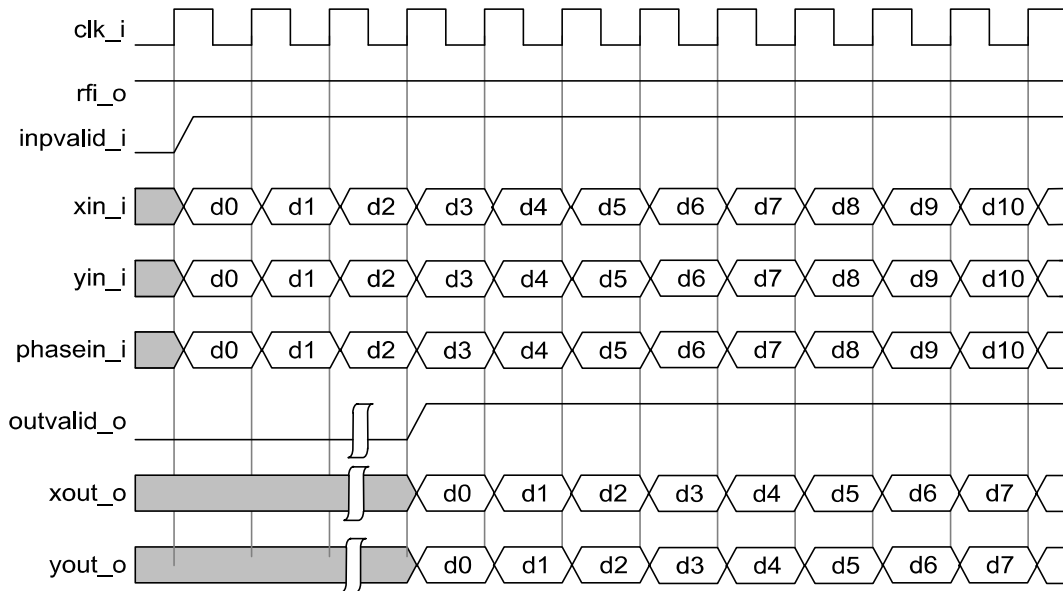 clk_i
rfi_o
inpvalid_i
xin_i d0 d1 d2 d3 d4 d5 d6 d7 d8 d9 d10
yin_i d0 d1 d2 d3 d4 d5 d6 d7 d8 d9 d10
phasein_i d0 d1 d2 d3 d4 d5 d6 d7 d8 d9 d10
outvalid_o
xout_o d0 d1 d2 d3 d4 d5 d6 d7
yout_o d0 d1 d2 d3 d4 d5 d6 d7